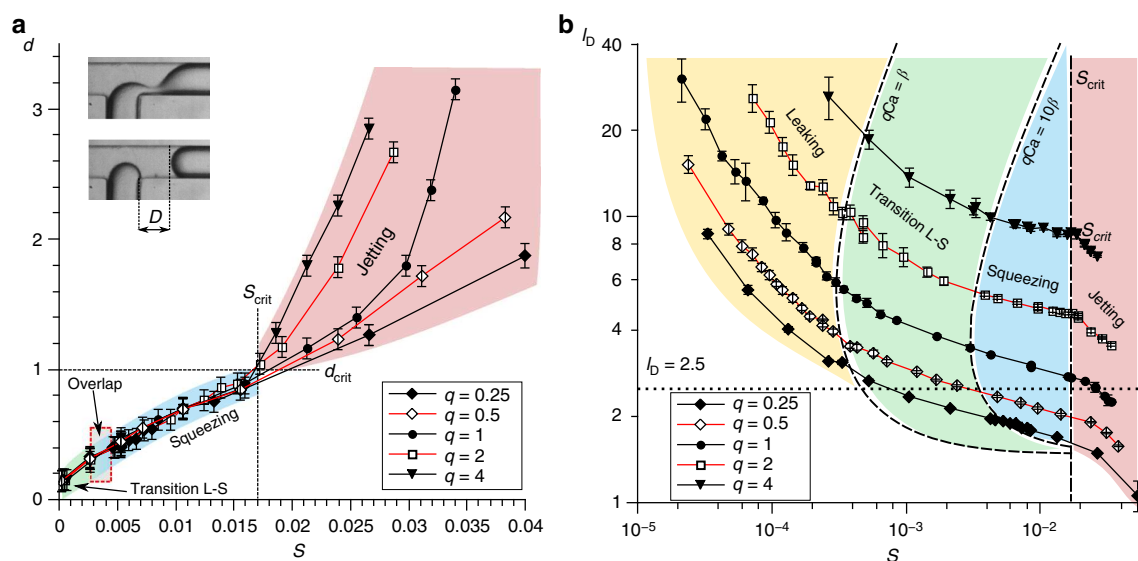 a
d
3
2
1
0
D
Jetting
S_crit
d_crit
Overlap
Squeezing
Transition L-S
q = 0.25
q = 0.5
q = 1
q = 2
q = 4
0 0.005 0.01 0.015 0.02 0.025 0.03 0.035 0.04
S
b
l_D
40
20
10
8
6
4
2
1
Leaking
qCa = β
Transition L-S
qCa = 10β
S_crit
S_crit
Squeezing
Jetting
l_D = 2.5
q = 0.25
q = 0.5
q = 1
q = 2
q = 4
10⁻⁵ 10⁻⁴ 10⁻³ 10⁻²
S